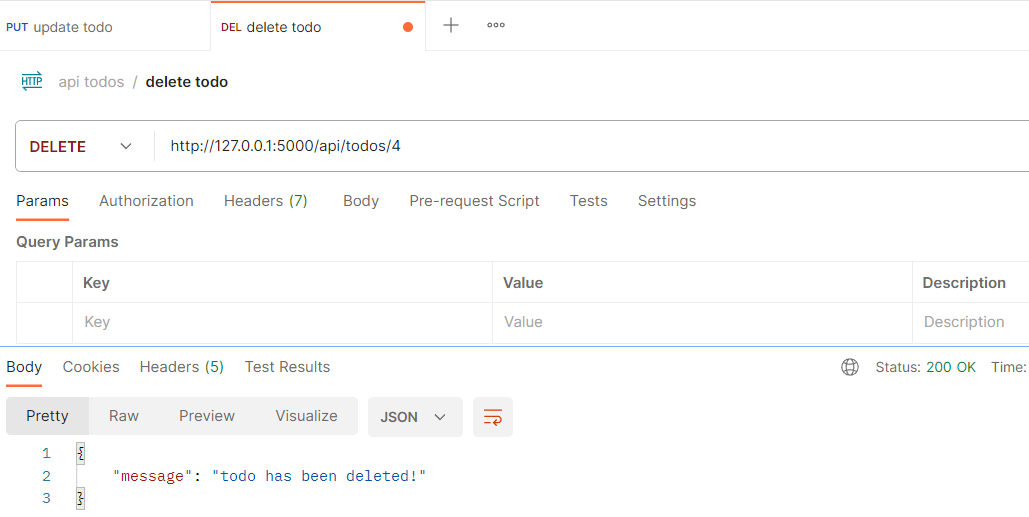 PUT update todo DEL delete todo
HTTP api todos / delete todo
DELETE http://127.0.0.1:5000/api/todos/4
Params Authorization Headers (7) Body Pre-request Script Tests Settings
Query Params
Key Value Description
Key Value Description
Body Cookies Headers (5) Test Results Status: 200 OK Time:
Pretty Raw Preview Visualize JSON
1 {
2 "message": "todo has been deleted!"
3 }